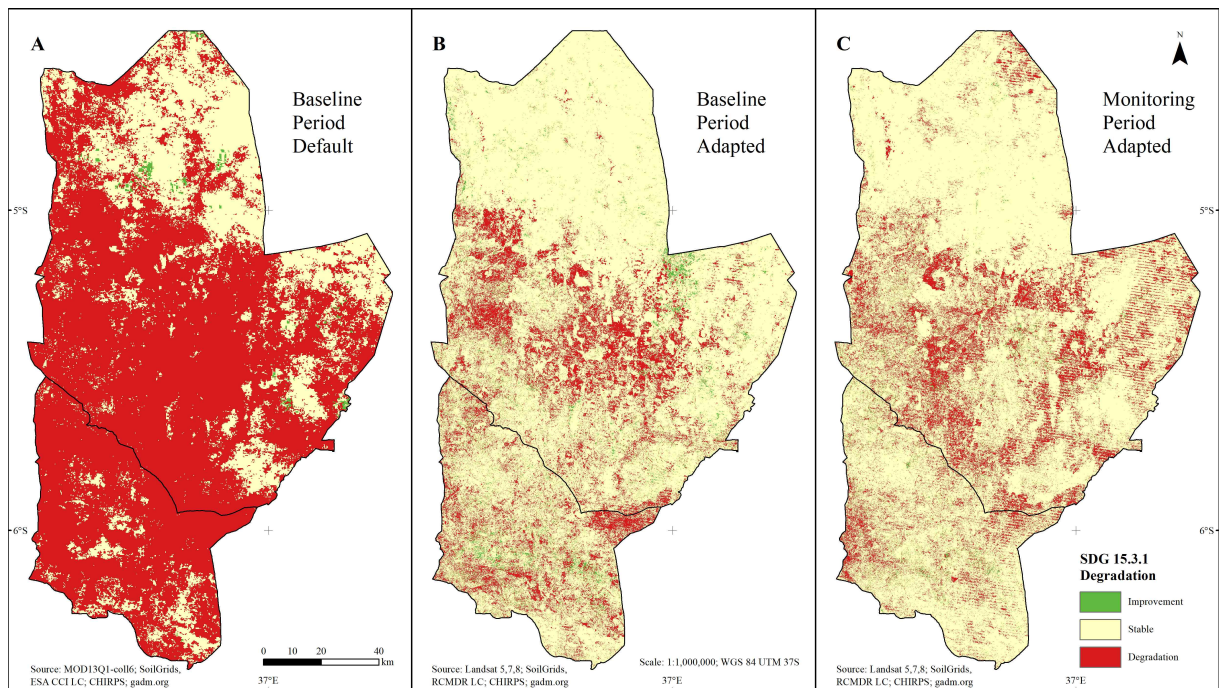 A
Baseline
Period
Default
5°S
6°S
0 10 20 40
km
Source: MOD13Q1-coll6; SoilGrids,
ESA CCI LC; CHIRPS; gadm.org
37°E
B
Baseline
Period
Adapted
Source: Landsat 5,7,8; SoilGrids,
RCMDR LC; CHIRPS; gadm.org
Scale: 1:1,000,000; WGS 84 UTM 37S
C
N
Monitoring
Period
Adapted
5°S
6°S
SDG 15.3.1
Degradation
Improvement
Stable
Degradation
Source: Landsat 5,7,8; SoilGrids,
RCMDR LC; CHIRPS; gadm.org
37°E